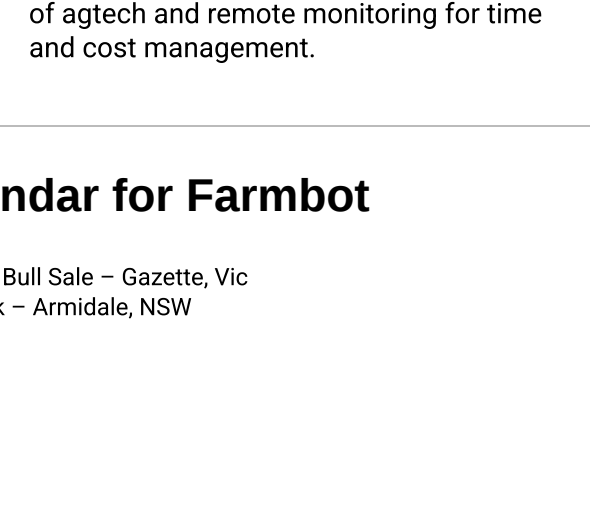 of agtech and remote monitoring for time
and cost management.
ndar for Farmbot
Bull Sale – Gazette, Vic
– Armidale, NSW